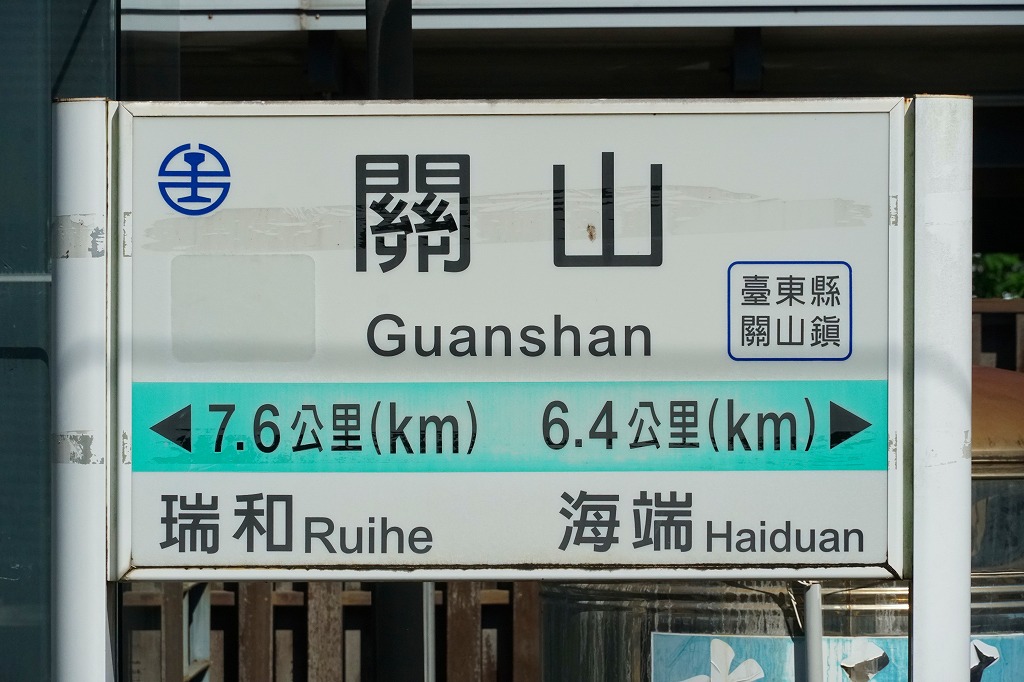 關山
Guanshan
臺東縣
關山鎮
7.6公里(km) 6.4公里(km)
瑞和Ruihe 海端Haiduan